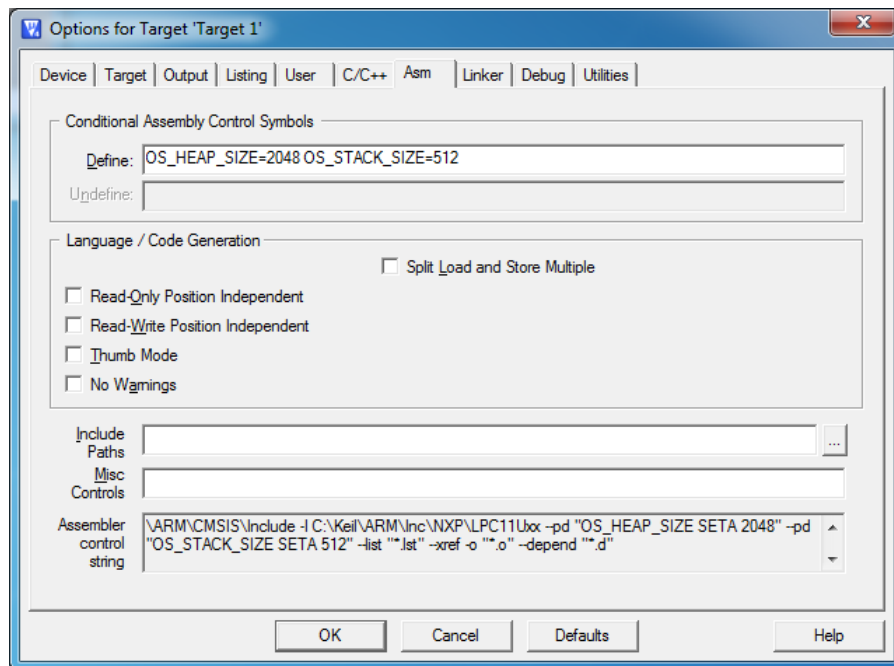 Options for Target 'Target 1'
Device Target Output Listing User C/C++ Asm Linker Debug Utilities
Conditional Assembly Control Symbols
Define: OS_HEAP_SIZE=2048 OS_STACK_SIZE=512
Undefine:
Language / Code Generation
Split Load and Store Multiple
Read-Only Position Independent
Read-Write Position Independent
Thumb Mode
No Warnings
Include
Paths
...
Misc
Controls
Assembler
control
string
\ARM\CMSIS\Include -I C:\Keil\ARM\Inc\NXP\LPC11Uxx --pd "OS_HEAP_SIZE SETA 2048" --pd
"OS_STACK_SIZE SETA 512" --list "*.lst" --xref -o "*.o" --depend "*.d"
OK Cancel Defaults Help